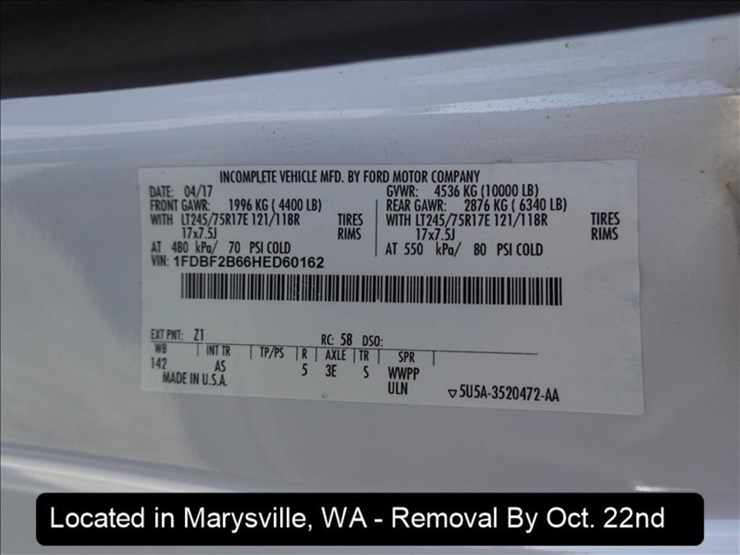 INCOMPLETE VEHICLE MFD. BY FORD MOTOR COMPANY
DATE: 04/17 GVWR: 4536 KG (10000 LB)
FRONT GAWR: 1996 KG ( 4400 LB) REAR GAWR: 2876 KG ( 6340 LB)
WITH LT245/75R17E 121/118R TIRES WITH LT245/75R17E 121/118R TIRES
17x7.5J RIMS 17x7.5J RIMS
AT 480 kPa/ 70 PSI COLD AT 550 kPa/ 80 PSI COLD
VIN: 1FDBF2B66HED60162
EXT PNT: Z1 RC: 58 DSO:
WB INT TR TP/PS R AXLE TR SPR
142 AS 5 3E S WWPP
MADE IN U.S.A. ULN ▽5U5A-3520472-AA
Located in Marysville, WA - Removal By Oct. 22nd